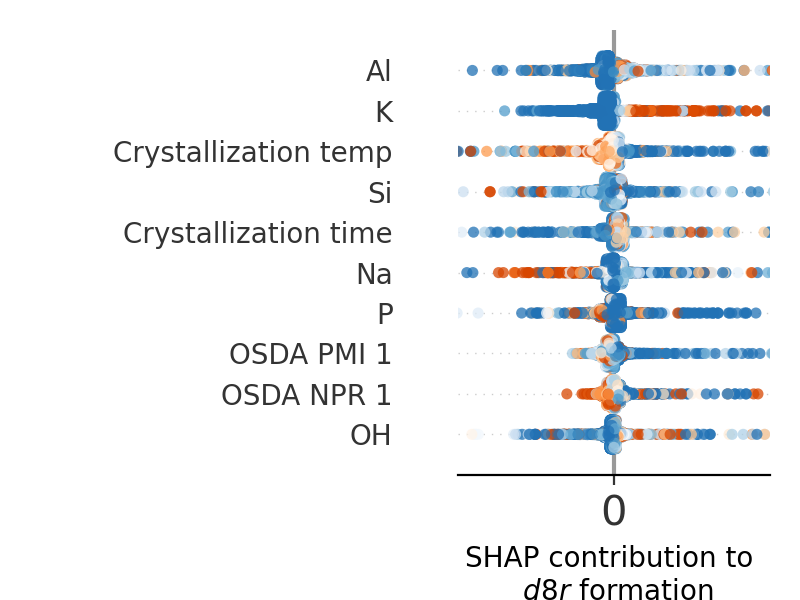 Al
K
Crystallization temp
Si
Crystallization time
Na
P
OSDA PMI 1
OSDA NPR 1
OH
0
SHAP contribution to
d8r formation